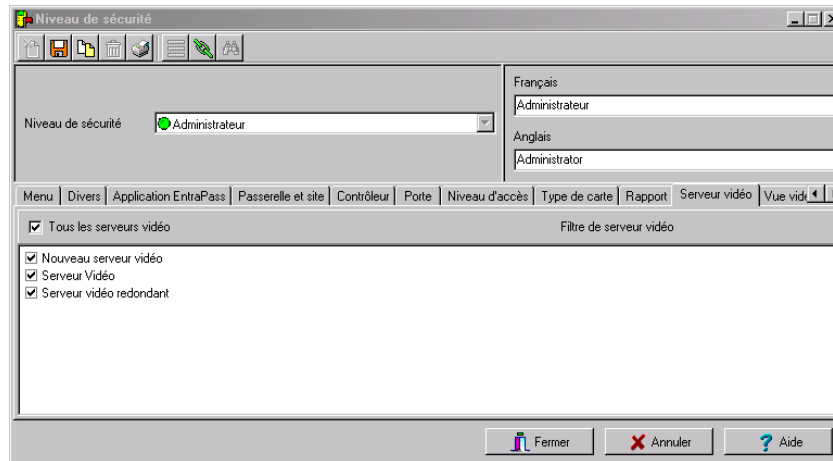 Niveau de sécurité
Français
Administrateur
Niveau de sécurité Administrateur
Anglais
Administrator
Menu Divers Application EntraPass Passerelle et site Contrôleur Porte Niveau d'accès Type de carte Rapport Serveur vidéo Vue
Tous les serveurs vidéo Filtre de serveur vidéo
Nouveau serveur vidéo
Serveur Vidéo
Serveur vidéo redondant
Fermer Annuler Aide